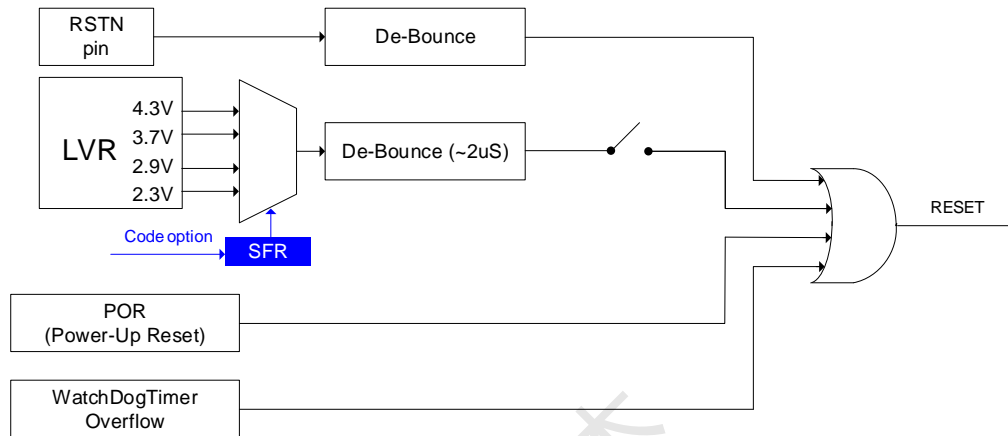 RSTN
pin
De-Bounce
LVR
4.3V
3.7V
2.9V
2.3V
De-Bounce (~2uS)
RESET
Code option
SFR
POR
(Power-Up Reset)
WatchDogTimer
Overflow